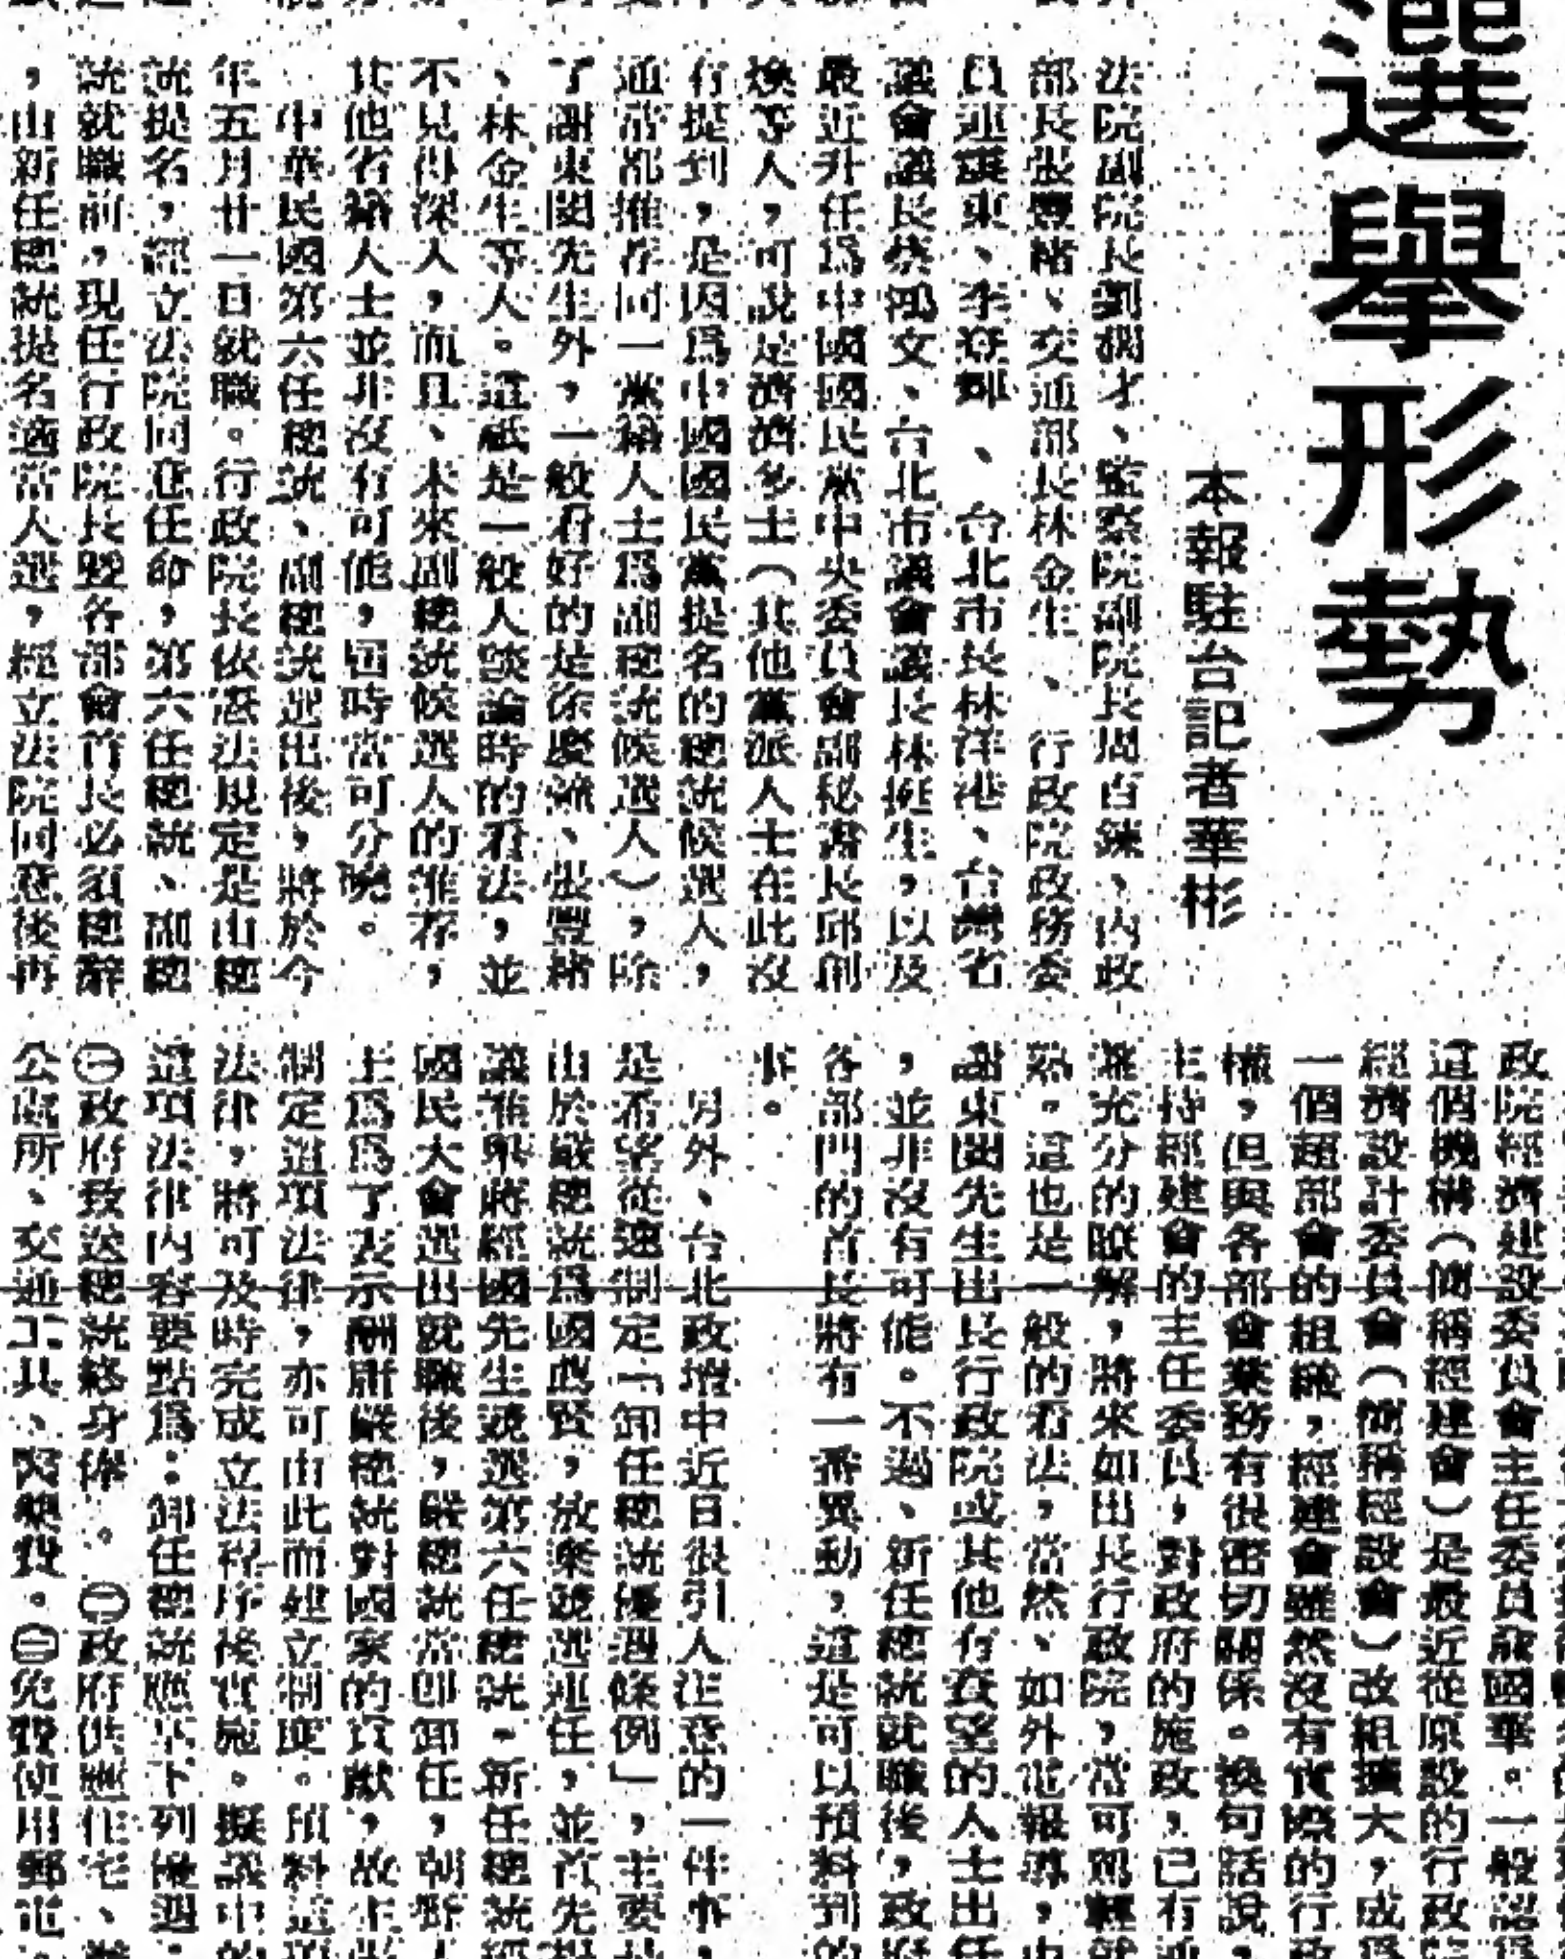 選舉形勢
本報駐台記者華彬
法院副院長劉濶才、監察院副院長周百鍊、內政
部長張豐緒、交通部長林金生、行政院政務委
員連震東、李登輝、台北市長林洋港、台灣省
議會議長蔡鴻文、台北市議會議長林挺生,以及
最近升任為中國國民黨中央委員會副秘書長邱創
煥等人,可說是濟濟多士(其他黨派人士在此沒
有提到,是因為中國國民黨提名的總統候選人,
通常都推荐同一黨籍人士為副總統候選人),除
了謝東閔先生外,一般看好的是徐慶鐘、張豐緒
、林金生等人。這祇是一般人談論時的看法,並
不見得深入,而且、未來副總統候選人的推荐,
其他省籍人士並非沒有可能,屆時當可分曉。
中華民國第六任總統、副總統選出後,將於今
年五月廿一日就職。行政院長依憲法規定是由總
統提名,經立法院同意任命,第六任總統、副總
統就職前,現任行政院長暨各部會首長必須總辭
,由新任總統提名適當人選,經立法院同意後再
政院經濟建設委員會主任委員俞國華。一般認為
這個機構(簡稱經建會)是最近從原設的行政院
經濟設計委員會(簡稱經設會)改組擴大,成為
一個超部會的組織,經建會雖然沒有實際的行政
權,但與各部會業務有很密切關係。換句話說,
主持經建會的主任委員,對政府的施政,已有
充分的瞭解,將來如出長行政院,當可駕輕就
熟。這也是一般的看法,當然、如外電報導,由
謝東閔先生出長行政院或其他有聲望的人士出任
,並非沒有可能。不過、新任總統就職後,政府
各部門的首長將有一番異動,這是可以預料到的
事。
另外、台北政壇中近日很引人注意的一件事,
是希望從速制定「卸任總統優遇條例」,主要是
由於嚴總統為國薦賢,放棄競選連任,並首先提
議推舉蔣經國先生競選第六任總統。新任總統經
國民大會選出就職後,嚴總統當即卸任,朝野人
士為了表示酬謝嚴總統對國家的貢獻,故主張
制定這項法律,亦可由此而建立制度。預料這項
法律,將可及時完成立法程序後實施。擬議中的
這項法律內容要點為:卸任總統應享下列優遇:
㊀政府致送總統終身俸。㊁政府供應住宅、
公處所、交通工具、醫藥費。㊂免費使用郵電